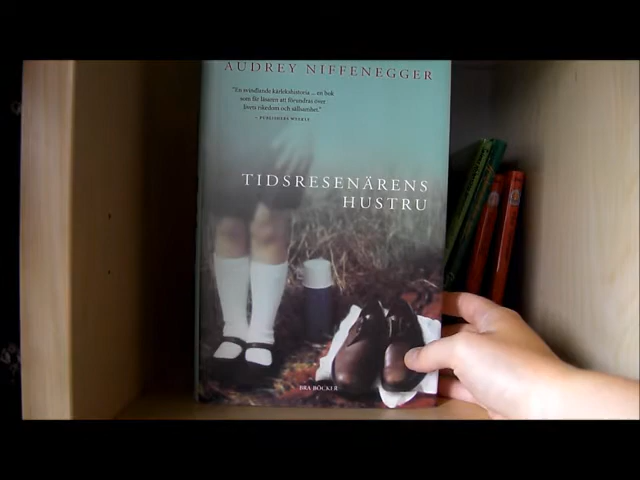 AUDREY NIFFENEGGER
"En svindlande kärlekshistoria ... en bok
som får läsaren att förundras över
livets rikedom och sällsamhet."
– PUBLISHERS WEEKLY
TIDSRESENÄRENS
HUSTRU
BRA BÖCKER